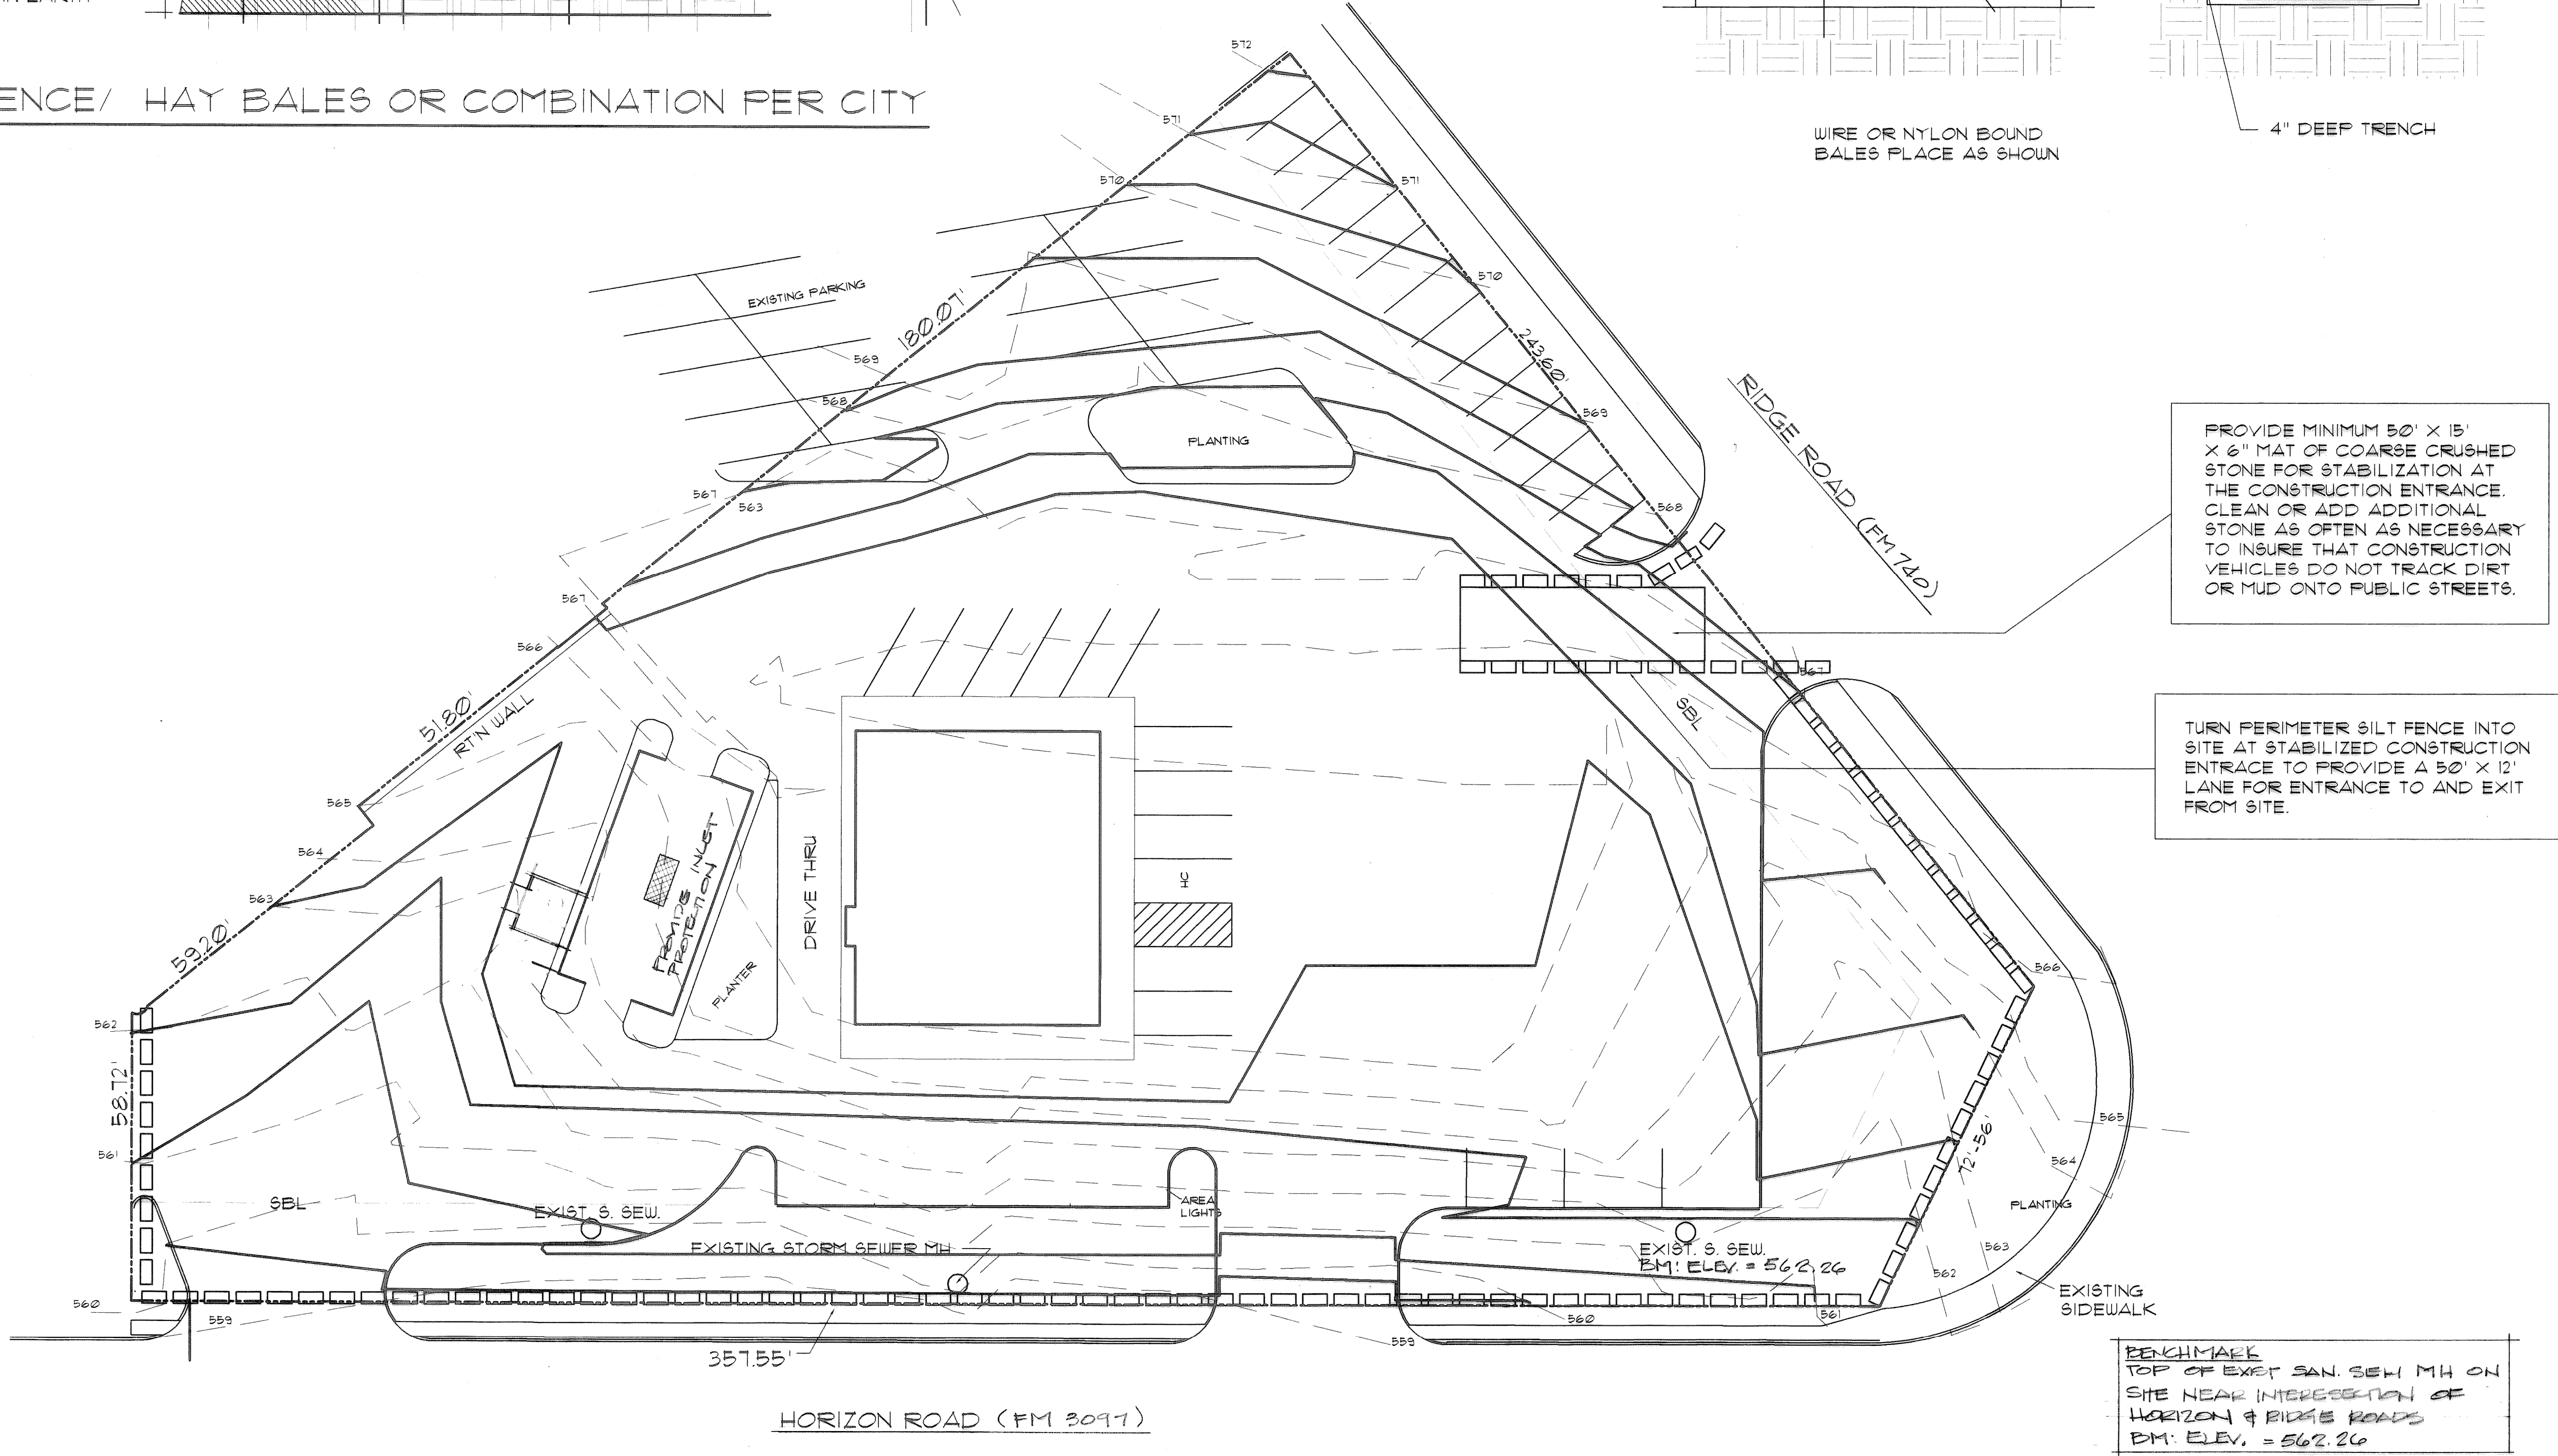 ENCE/ HAY BALES OR COMBINATION PER CITY
WIRE OR NYLON BOUND
BALES PLACE AS SHOWN
4" DEEP TRENCH
572
571
571
570
570
EXISTING PARKING
180.07'
243.60'
569
568
569
PLANTING
567
563
568
RIDGE ROAD (FM 740)
PROVIDE MINIMUM 50' X 15'
X 6" MAT OF COARSE CRUSHED
STONE FOR STABILIZATION AT
THE CONSTRUCTION ENTRANCE.
CLEAN OR ADD ADDITIONAL
STONE AS OFTEN AS NECESSARY
TO INSURE THAT CONSTRUCTION
VEHICLES DO NOT TRACK DIRT
OR MUD ONTO PUBLIC STREETS.
567
566
567
51.80'
RT'N WALL
SBL
TURN PERIMETER SILT FENCE INTO
SITE AT STABILIZED CONSTRUCTION
ENTRACE TO PROVIDE A 50' X 12'
LANE FOR ENTRANCE TO AND EXIT
FROM SITE.
565
564
563
59.20'
PROVIDE INLET
PROTECTION
PLANTER
DRIVE THRU
HC
566
562
58.72'
561
565
72'-56'
564
PLANTING
SBL
EXIST. S. SEW.
AREA
LIGHTS
EXISTING STORM SEWER MH
EXIST. S. SEW.
BM: ELEV. = 562.26
563
562
EXISTING
SIDEWALK
560
559
561
560
559
357.55'
HORIZON ROAD (FM 3097)
BENCHMARK
TOP OF EXIST SAN. SEW MH ON
SITE NEAR INTERESECTION OF
HORIZON & RIDGE ROADS
BM: ELEV. = 562.26